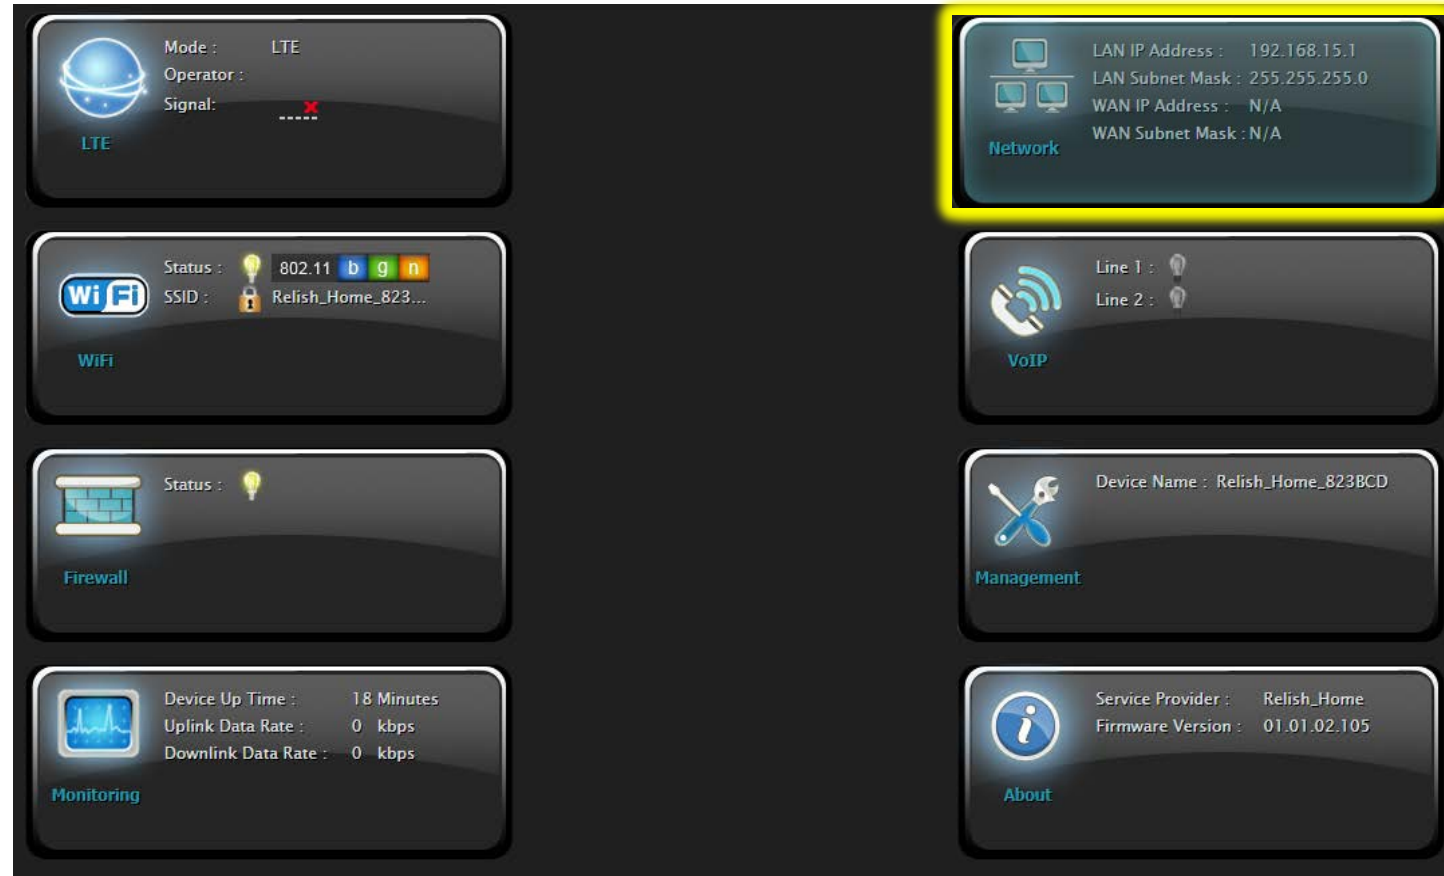 Mode : LTE
Operator :
Signal:
LTE
LAN IP Address : 192.168.15.1
LAN Subnet Mask : 255.255.255.0
WAN IP Address : N/A
WAN Subnet Mask : N/A
Network
Status : 802.11 b g n
SSID : Relish_Home_823...
Wi Fi
WiFi
Line 1 :
Line 2 :
VoIP
Status :
Firewall
Device Name : Relish_Home_823BCD
Management
Device Up Time : 18 Minutes
Uplink Data Rate : 0 kbps
Downlink Data Rate : 0 kbps
Monitoring
Service Provider : Relish_Home
Firmware Version : 01.01.02.105
i
About